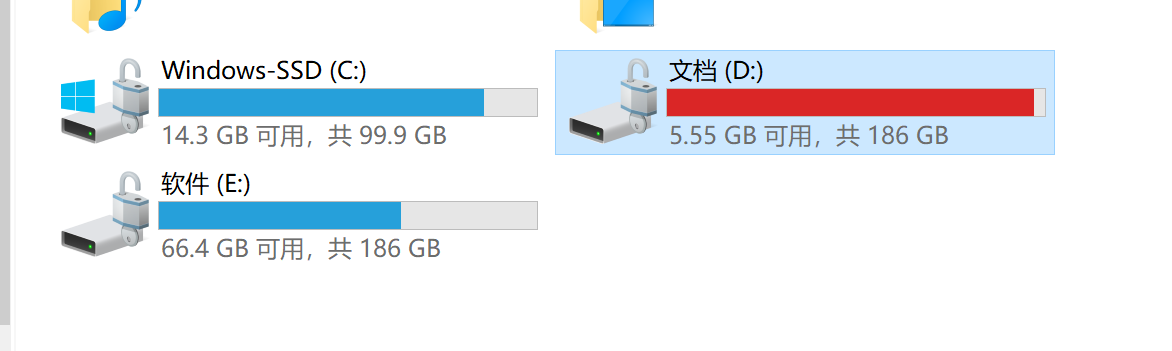 Windows-SSD (C:)
14.3 GB 可用，共 99.9 GB
文档 (D:)
5.55 GB 可用，共 186 GB
软件 (E:)
66.4 GB 可用，共 186 GB